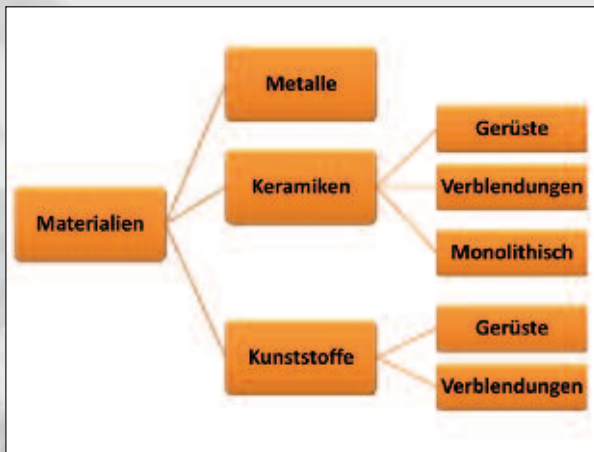 Materialien
Metalle
Keramiken
Gerüste
Verblendungen
Monolithisch
Kunststoffe
Gerüste
Verblendungen